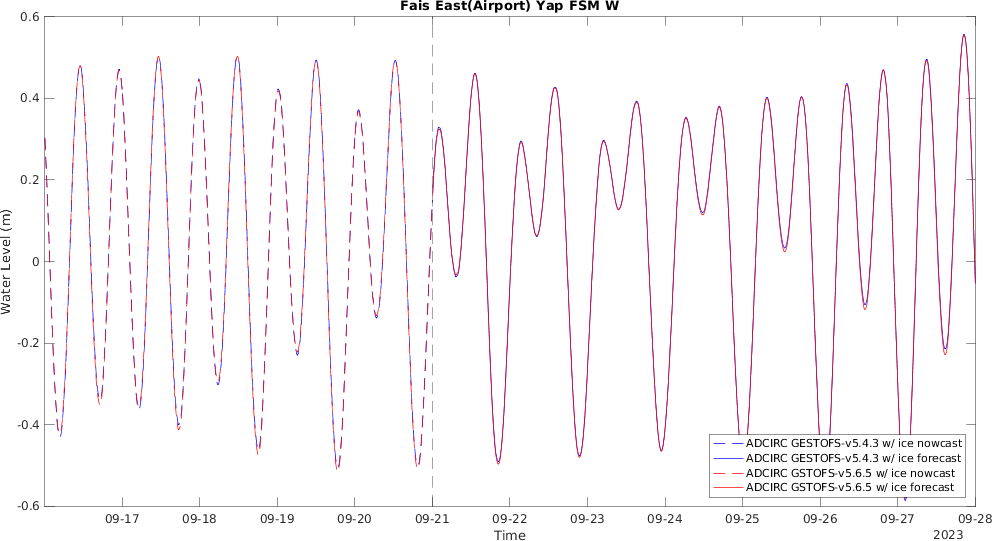 Fais East(Airport) Yap FSM W
Water Level (m)
0.6
0.4
0.2
0
-0.2
-0.4
-0.6
ADCIRC GESTOFS-v5.4.3 w/ ice nowcast
ADCIRC GESTOFS-v5.4.3 w/ ice forecast
ADCIRC GSTOFS-v5.6.5 w/ ice nowcast
ADCIRC GSTOFS-v5.6.5 w/ ice forecast
09-17 09-18 09-19 09-20 09-21 09-22 09-23 09-24 09-25 09-26 09-27 09-28
Time
2023